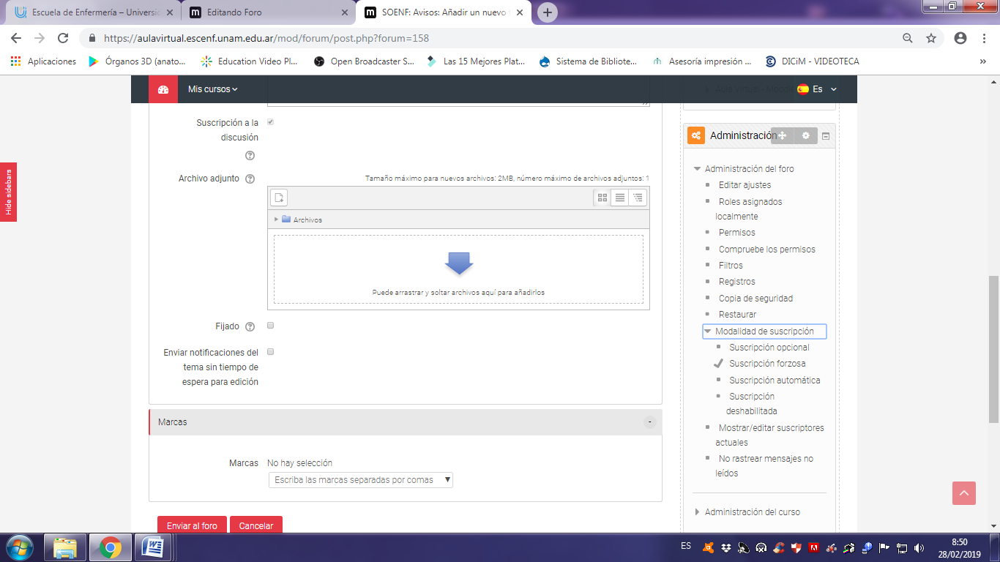 Escuela de Enfermería – Universid
Editando Foro
SOENF: Avisos: Añadir un nuevo
https://aulavirtual.escenf.unam.edu.ar/mod/forum/post.php?forum=158
Aplicaciones
Órganos 3D (anato...
Education Video Pl...
Open Broadcaster S...
Las 15 Mejores Plat...
Sistema de Bibliote...
Asesoría impresión ...
DICiM - VIDEOTECA
»
Mis cursos
Es
Hide sidebars
Suscripción a la
discusión
Archivo adjunto
Tamaño máximo para nuevos archivos: 2MB, número máximo de archivos adjuntos: 1
Archivos
Puede arrastrar y soltar archivos aquí para añadirlos
Fijado
Enviar notificaciones del
tema sin tiempo de
espera para edición
Marcas
-
Marcas
No hay selección
Escriba las marcas separadas por comas
Enviar al foro
Cancelar
Administración
Administración del foro
Editar ajustes
Roles asignados
localmente
Permisos
Compruebe los permisos
Filtros
Registros
Copia de seguridad
Restaurar
Modalidad de suscripción
Suscripción opcional
Suscripción forzosa
Suscripción automática
Suscripción
deshabilitada
Mostrar/editar suscriptores
actuales
No rastrear mensajes no
leídos
Administración del curso
ES
8:50
28/02/2019